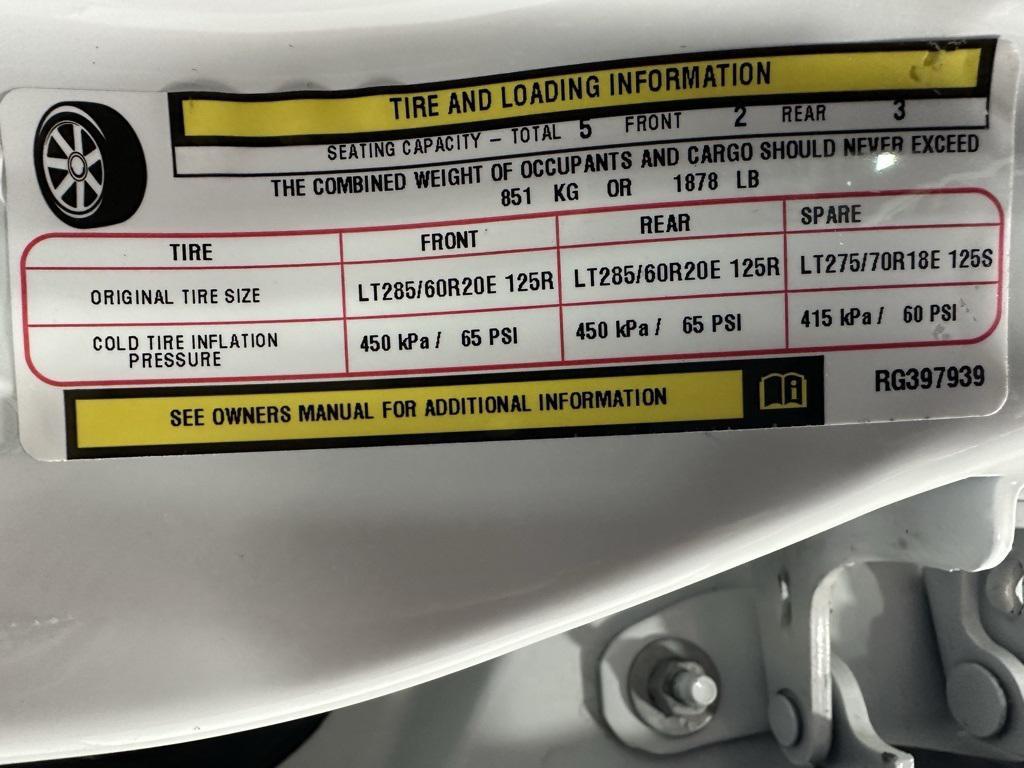 TIRE AND LOADING INFORMATION
SEATING CAPACITY – TOTAL 5 FRONT 2 REAR 3
THE COMBINED WEIGHT OF OCCUPANTS AND CARGO SHOULD NEVER EXCEED
851 KG OR 1878 LB
TIRE FRONT REAR SPARE
ORIGINAL TIRE SIZE LT285/60R20E 125R LT285/60R20E 125R LT275/70R18E 125S
COLD TIRE INFLATION
PRESSURE 450 kPa / 65 PSI 450 kPa / 65 PSI 415 kPa / 60 PSI
SEE OWNERS MANUAL FOR ADDITIONAL INFORMATION
RG397939